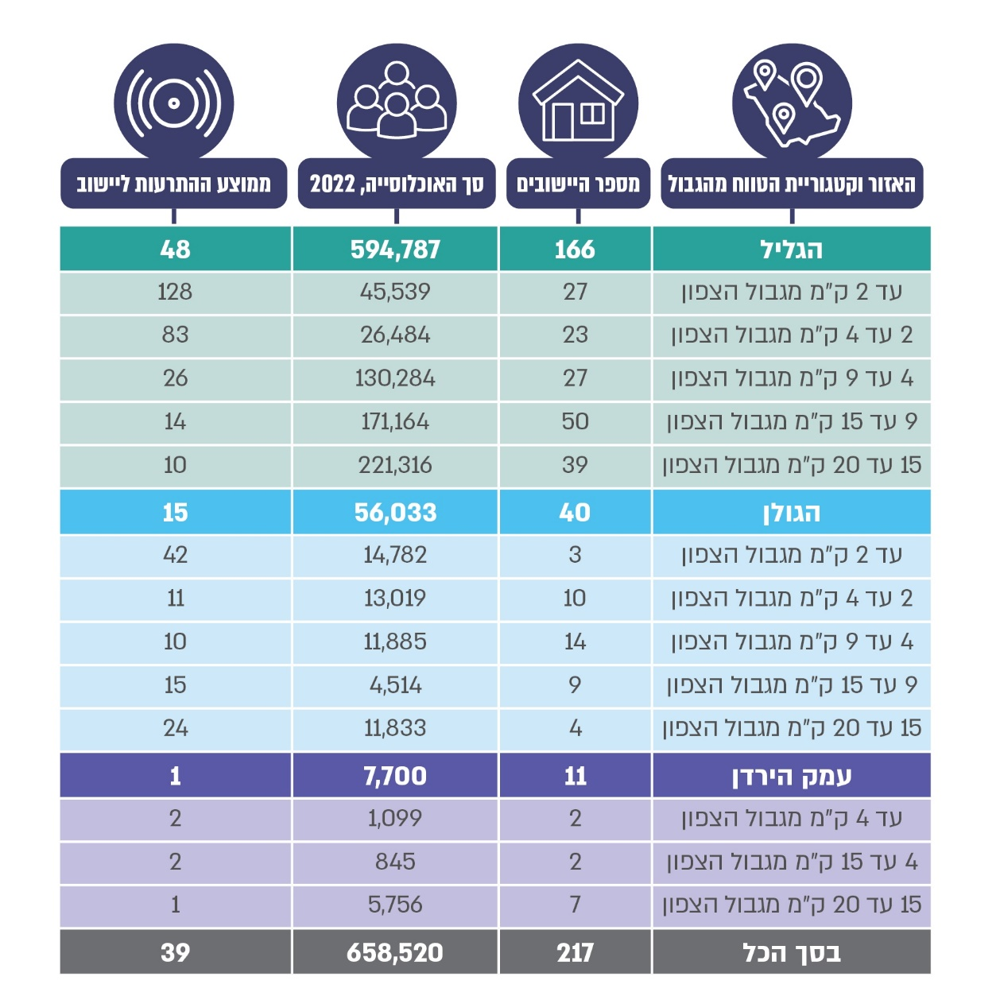 האזור וקטגוריית הטווח מהגבול מספר היישובים סך האוכלוסייה, 2022 ממוצע ההתרעות ליישוב
הגליל 166 594,787 48
עד 2 ק"מ מגבול הצפון 27 45,539 128
2 עד 4 ק"מ מגבול הצפון 23 26,484 83
4 עד 9 ק"מ מגבול הצפון 27 130,284 26
9 עד 15 ק"מ מגבול הצפון 50 171,164 14
15 עד 20 ק"מ מגבול הצפון 39 221,316 10
הגולן 40 56,033 15
עד 2 ק"מ מגבול הצפון 3 14,782 42
2 עד 4 ק"מ מגבול הצפון 10 13,019 11
4 עד 9 ק"מ מגבול הצפון 14 11,885 10
9 עד 15 ק"מ מגבול הצפון 9 4,514 15
15 עד 20 ק"מ מגבול הצפון 4 11,833 24
עמק הירדן 11 7,700 1
עד 4 ק"מ מגבול הצפון 2 1,099 2
4 עד 15 ק"מ מגבול הצפון 2 845 2
15 עד 20 ק"מ מגבול הצפון 7 5,756 1
בסך הכל 217 658,520 39